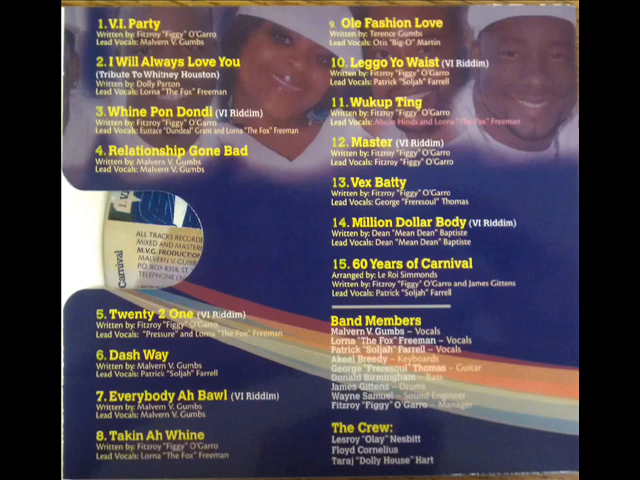 1. V.I. Party
Written by: Fitzroy "Figgy" O'Garro
Lead Vocals: Malvern V. Gumbs
2. I Will Always Love You
(Tribute To Whitney Houston)
Written by: Dolly Parton
Lead Vocals: Lorna "The Fox" Freeman
3. Whine Pon Dondi (VI Riddim)
Written by: Fitzroy "Figgy" O'Garro
Lead Vocals: Eustace "Dundeal" Grant and Lorna "The Fox" Freeman
4. Relationship Gone Bad
Written by: Malvern V. Gumbs
Lead Vocals: Malvern V. Gumbs
1. V.I.
ALL TRACKS RECORDE
MIXED AND MASTER
M.V.G. PRODUCTION
MALVERN V. GUMB
P.O. BOX 8358, ST
TELEPHONE
Carnival
5. Twenty 2 One (VI Riddim)
Written by: Fitzroy "Figgy" O'Garro
Lead Vocals: "Pressure" and Lorna "The Fox" Freeman
6. Dash Way
Written by: Malvern V. Gumbs
Lead Vocals: Patrick "Soljah" Farrell
7. Everybody Ah Bawl (VI Riddim)
Written by: Malvern V. Gumbs
Lead Vocals: Malvern V. Gumbs
8. Takin Ah Whine
Written by: Fitzroy "Figgy" O'Garro
Lead Vocals: Lorna "The Fox" Freeman
9. Ole Fashion Love
Written by: Terence Gumbs
Lead Vocals: Otis "Big-O" Martin
10. Leggo Yo Waist (VI Riddim)
Written by: Fitzroy "Figgy" O'Garro
Lead Vocals: Patrick "Soljah" Farrell
11. Wukup Ting
Written by: Fitzroy "Figgy" O'Garro
Lead Vocals: Alison Hinds and Lorna "The Fox" Freeman
12. Master (VI Riddim)
Written by: Fitzroy "Figgy" O'Garro
Lead Vocals: Fitzroy "Figgy" O'Garro
13. Vex Batty
Written by: Fitzroy "Figgy" O'Garro
Lead Vocals: George "Freresoul" Thomas
14. Million Dollar Body (VI Riddim)
Written by: Dean "Mean Dean" Baptiste
Lead Vocals: Dean "Mean Dean" Baptiste
15. 60 Years of Carnival
Arranged by: Le Roi Simmonds
Written by: Fitzroy "Figgy" O'Garro and James Gittens
Lead Vocals: Patrick "Soljah" Farrell
Band Members
Malvern V. Gumbs – Vocals
Lorna "The Fox" Freeman – Vocals
Patrick "Soljah" Farrell – Vocals
Akeel Breedy – Keyboards
George "Freresoul" Thomas – Guitar
Donald Birmingham – Bass
James Gittens – Drums
Wayne Samuel – Sound Engineer
Fitzroy "Figgy" O'Garro – Manager
The Crew:
Lesroy "Olay" Nesbitt
Floyd Cornelius
Taraj "Dolly House" Hart